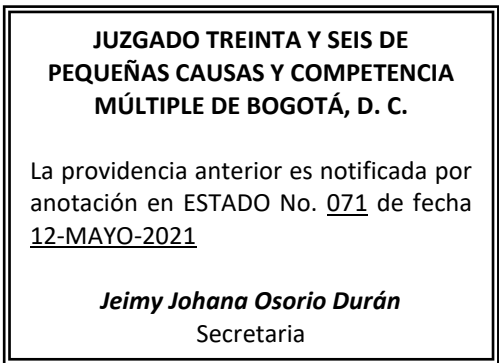 JUZGADO TREINTA Y SEIS DE
PEQUEÑAS CAUSAS Y COMPETENCIA
MÚLTIPLE DE BOGOTÁ, D. C.
La providencia anterior es notificada por
anotación en ESTADO No. 071 de fecha
12-MAYO-2021
Jeimy Johana Osorio Durán
Secretaria